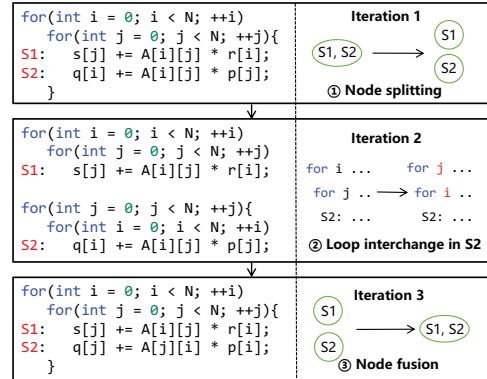 for(int i = 0; i < N; ++i)
for(int j = 0; j < N; ++j){
S1: s[j] += A[i][j] * r[i];
S2: q[i] += A[i][j] * p[j];
}
Iteration 1
S1, S2
S1
S2
① Node splitting
for(int i = 0; i < N; ++i)
for(int j = 0; j < N; ++j)
S1: s[j] += A[i][j] * r[i];
for(int j = 0; j < N; ++j){
for(int i = 0; i < N; ++i)
S2: q[i] += A[i][j] * p[j];
Iteration 2
for i ... for j ...
for j .. for i ...
S2: ... S2: ...
② Loop interchange in S2
for(int i = 0; i < N; ++i)
for(int j = 0; j < N; ++j){
S1: s[j] += A[i][j] * r[i];
S2: q[j] += A[j][i] * p[i];
Iteration 3
S1
S2
S1, S2
③ Node fusion